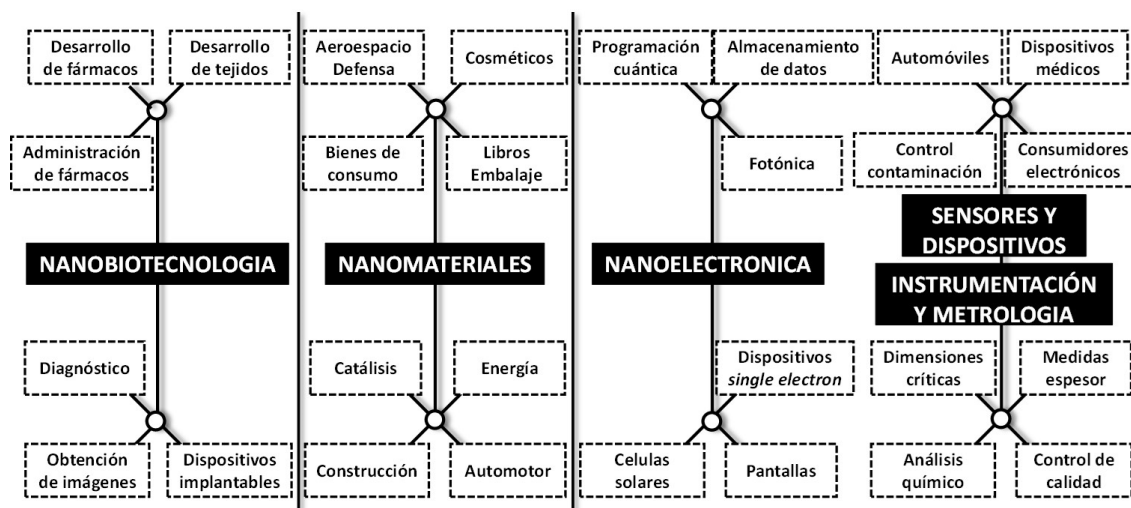 Desarrollo
de fármacos
Desarrollo
de tejidos
Administración
de fármacos
NANOBIOTECNOLOGIA
Diagnóstico
Obtención
de imágenes
Dispositivos
implantables
Aeroespacio
Defensa
Cosméticos
Bienes de
consumo
Libros
Embalaje
NANOMATERIALES
Catálisis
Energía
Construcción
Automotor
Programación
cuántica
Almacenamiento
de datos
Fotónica
NANOELECTRONICA
Dispositivos
single electron
Celulas
solares
Pantallas
Automóviles
Dispositivos
médicos
Control
contaminación
Consumidores
electrónicos
SENSORES Y
DISPOSITIVOS
INSTRUMENTACIÓN
Y METROLOGIA
Dimensiones
críticas
Medidas
espesor
Análisis
químico
Control de
calidad